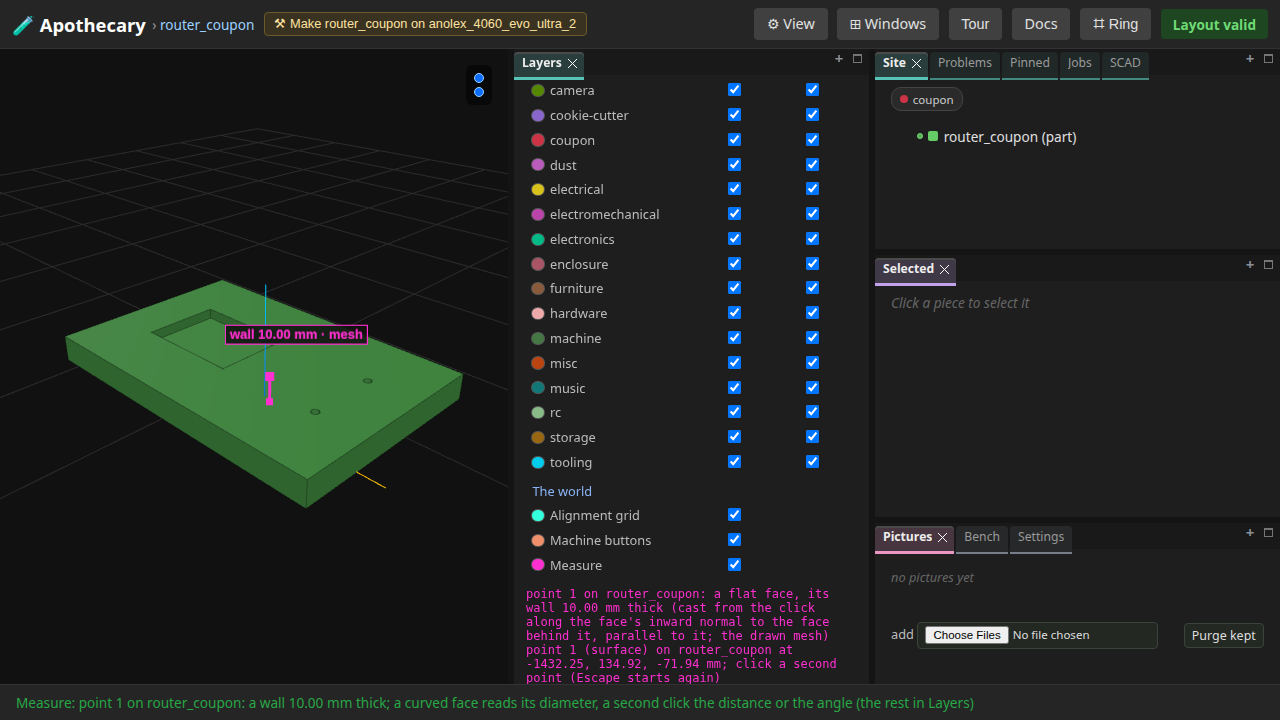 Apothecary › router_coupon
⚒ Make router_coupon on anolex_4060_evo_ultra_2
⚙ View
⊞ Windows
Tour
Docs
⌗ Ring
Layout valid
wall 10.00 mm · mesh
Layers
camera
cookie-cutter
coupon
dust
electrical
electromechanical
electronics
enclosure
furniture
hardware
machine
misc
music
rc
storage
tooling
The world
Alignment grid
Machine buttons
Measure
point 1 on router_coupon: a flat face, its
wall 10.00 mm thick (cast from the click
along the face's inward normal to the face
behind it, parallel to it; the drawn mesh)
point 1 (surface) on router_coupon at
-1432.25, 134.92, -71.94 mm; click a second
point (Escape starts again)
Site
Problems
Pinned
Jobs
SCAD
coupon
router_coupon (part)
Selected
Click a piece to select it
Pictures
Bench
Settings
no pictures yet
add Choose Files No file chosen
Purge kept
Measure: point 1 on router_coupon: a wall 10.00 mm thick; a curved face reads its diameter, a second click the distance or the angle (the rest in Layers)